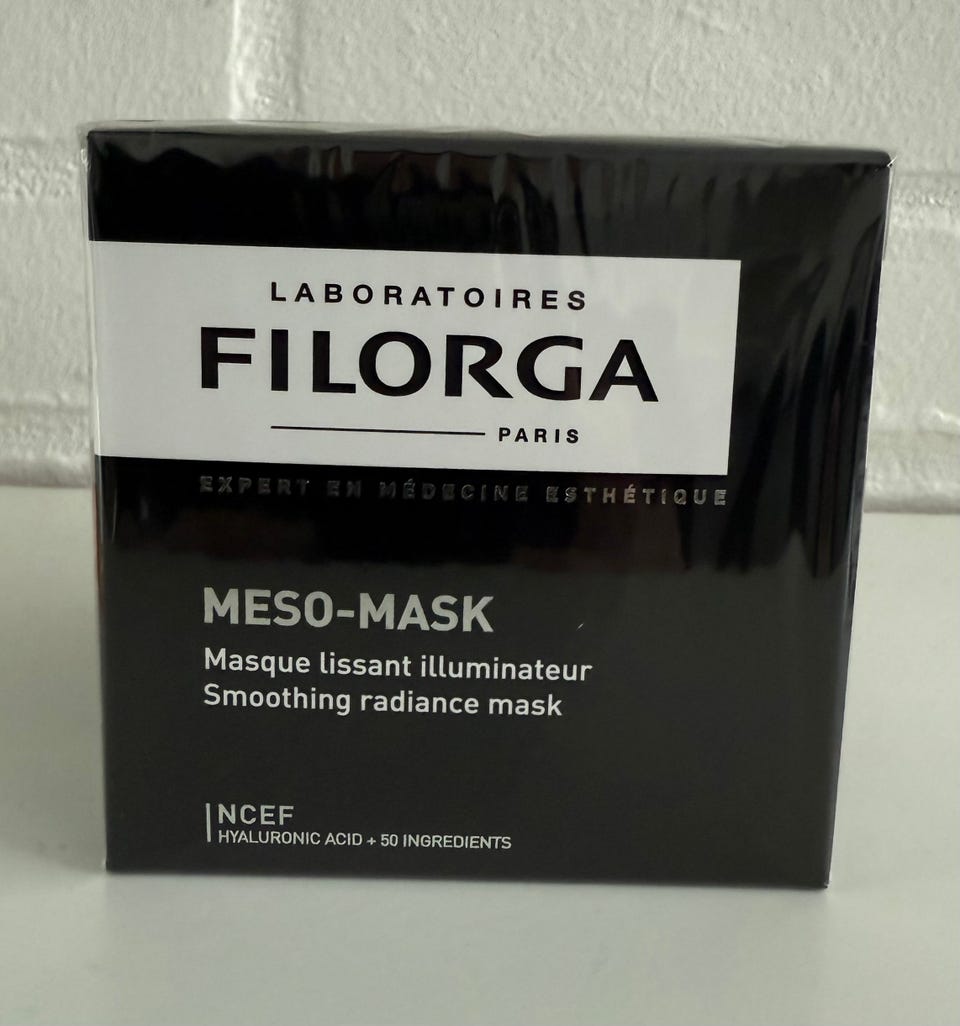 LABORATOIRES
FILORGA
PARIS
EXPERT EN MÉDECINE ESTHÉTIQUE
MESO-MASK
Masque lissant illuminateur
Smoothing radiance mask
NCEF
HYALURONIC ACID + 50 INGREDIENTS